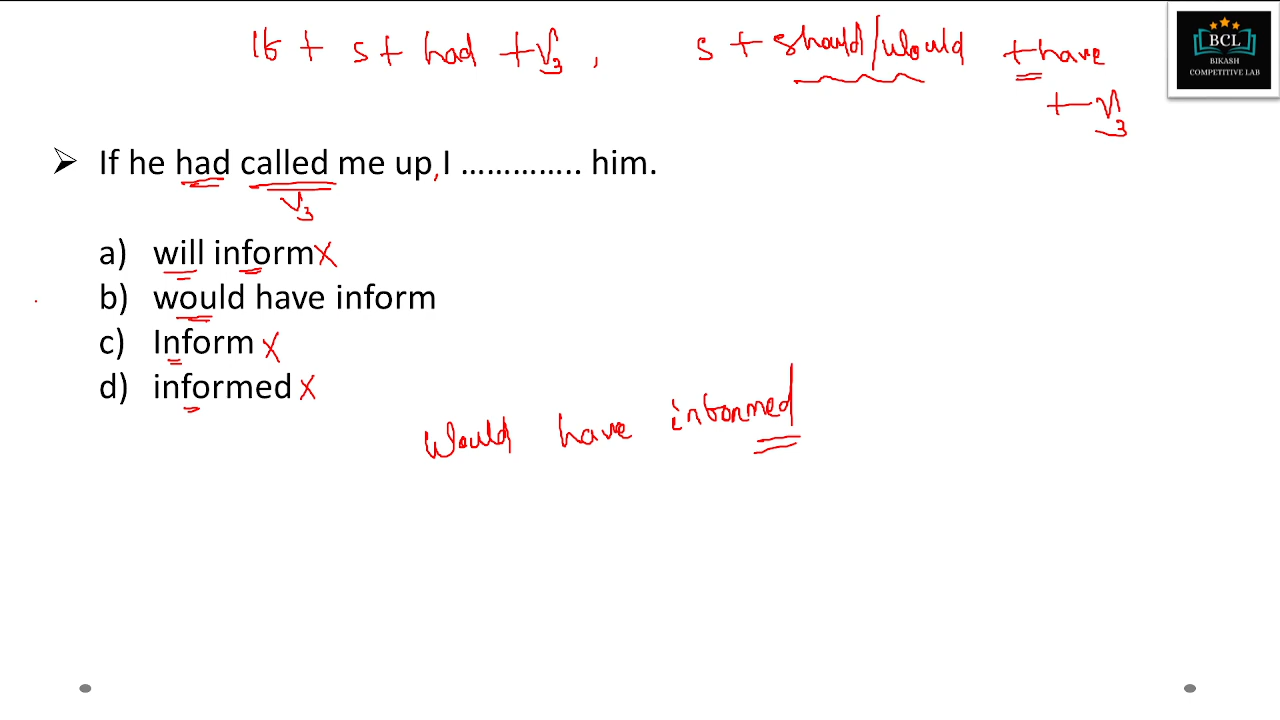 If + s + had + V3 , s + should/would + have
+ V3
BCL
BIKASH
COMPETITIVE LAB
➢ If he had called me up, I ………….. him.
V3
a) will inform x
b) would have inform
c) Inform x
d) informed x
would have informed